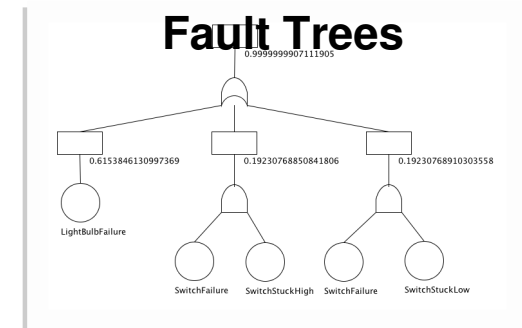 Fault Trees
0.9999999907111905
0.6153846130997369
0.19230768850841806
0.19230768910303558
LightBulbFailure
SwitchFailure
SwitchStuckHigh
SwitchFailure
SwitchStuckLow